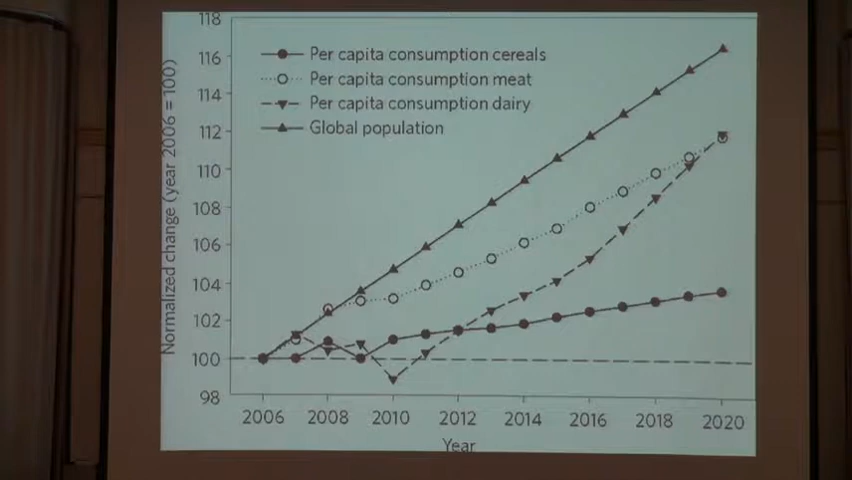 118
116
114
112
110
108
106
104
102
100
98
Normalized change (year 2006 = 100)
Per capita consumption cereals
Per capita consumption meat
Per capita consumption dairy
Global population
2006 2008 2010 2012 2014 2016 2018 2020
Year